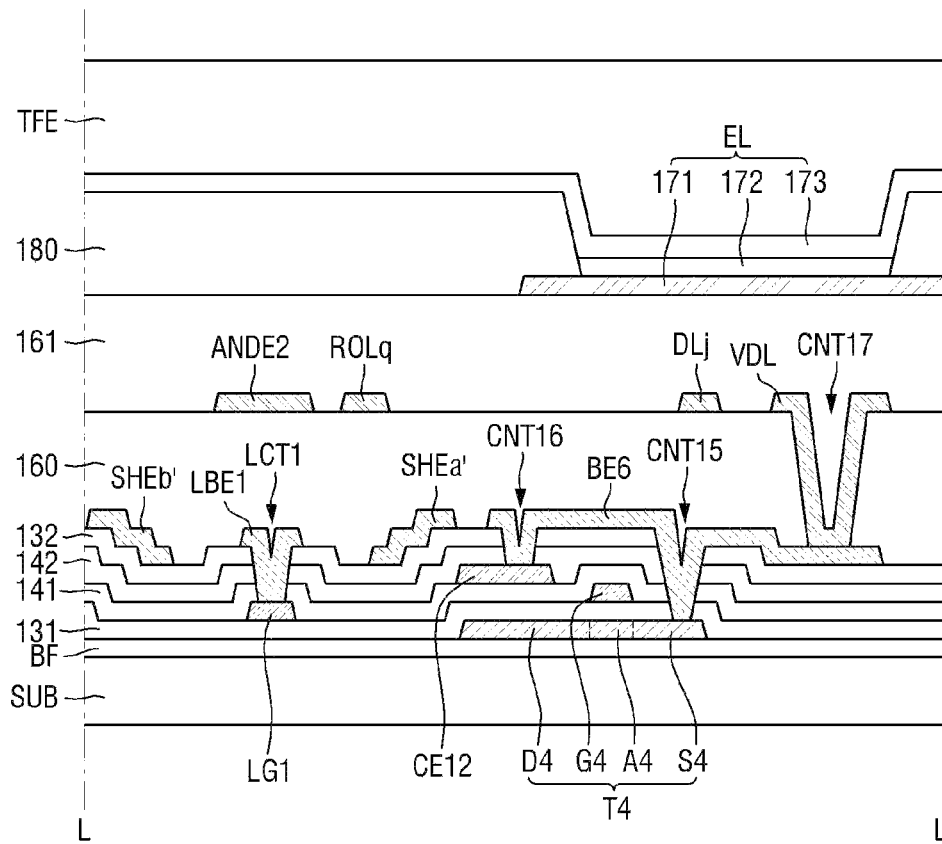 TFE
EL
171 172 173
180
161
ANDE2 ROLq DLj VDL CNT17
CNT16
160 LCT1 SHEa' BE6 CNT15
SHEb' LBE1
132
142
141
131
BF
SUB
LG1 CE12 D4 G4 A4 S4
T4
L L